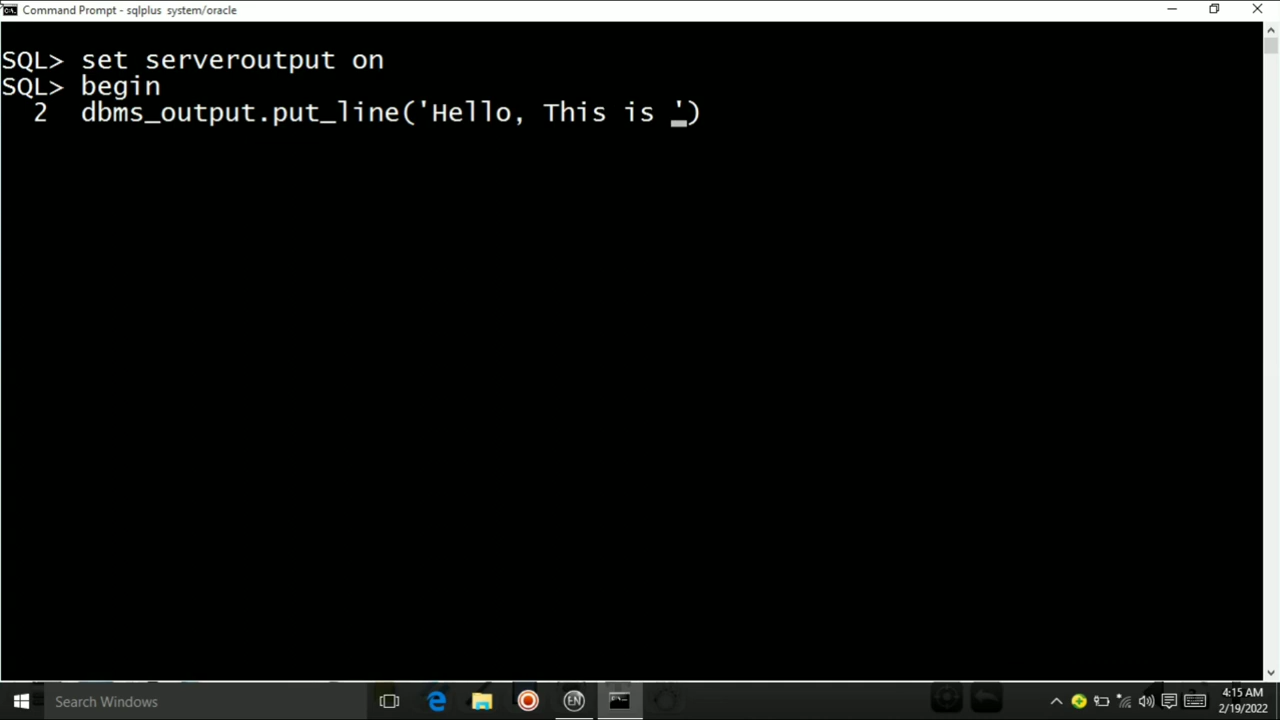 Command Prompt - sqlplus system/oracle
SQL> set serveroutput on
SQL> begin
2 dbms_output.put_line('Hello, This is ')
Search Windows
EN
4:15 AM
2/19/2022